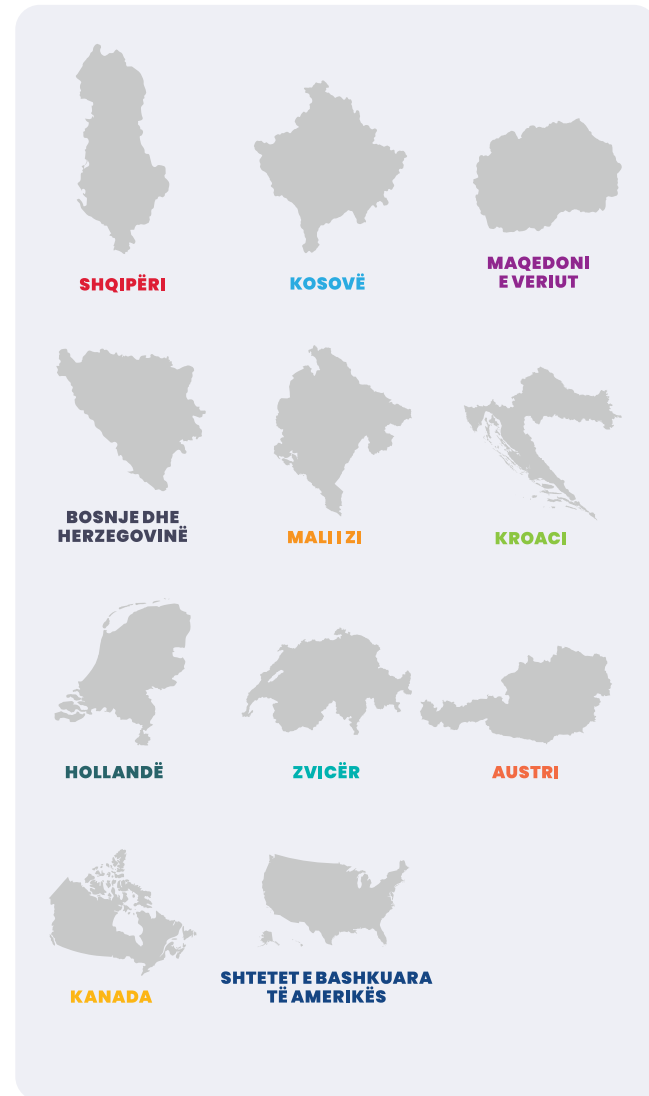 SHQIPËRI
KOSOVË
MAQEDONI
E VERIUT
BOSNJE DHE
HERZEGOVINË
MALI I ZI
KROACI
HOLLANDË
ZVICËR
AUSTRI
KANADA
SHTETET E BASHKUARA
TË AMERIKËS